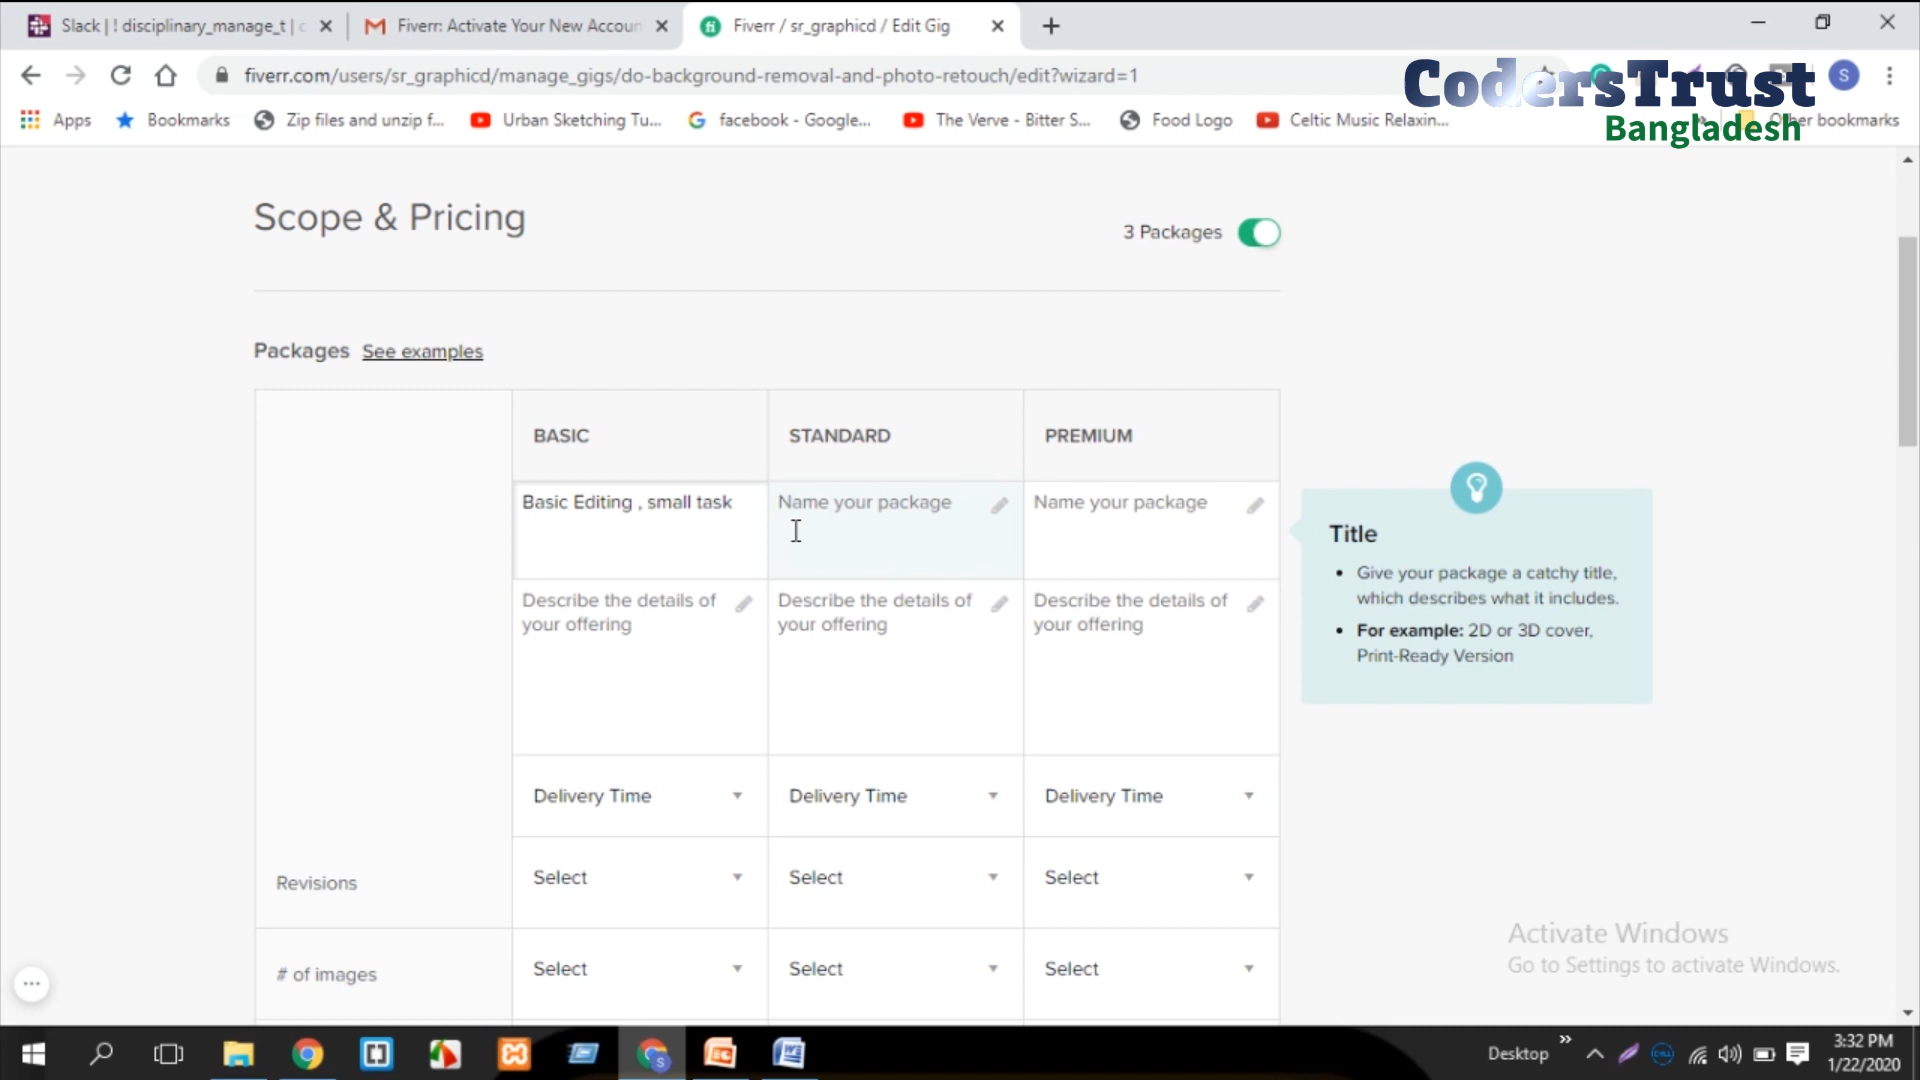 Slack | ! disciplinary_manage_t | c
Fiverr: Activate Your New Accoun
Fiverr / sr_graphicd / Edit Gig
fiverr.com/users/sr_graphicd/manage_gigs/do-background-removal-and-photo-retouch/edit?wizard=1
S
CodersTrust
Bangladesh
Apps
Bookmarks
Zip files and unzip f...
Urban Sketching Tu...
facebook - Google...
The Verve - Bitter S...
Food Logo
Celtic Music Relaxin...
Other bookmarks
Scope & Pricing
3 Packages
Packages See examples
BASIC STANDARD PREMIUM
Basic Editing , small task
Name your package
Name your package
Describe the details of
your offering
Describe the details of
your offering
Describe the details of
your offering
Delivery Time Delivery Time Delivery Time
Revisions Select Select Select
# of images Select Select Select
Title
• Give your package a catchy title,
which describes what it includes.
• For example: 2D or 3D cover,
Print-Ready Version
Activate Windows
Go to Settings to activate Windows.
Desktop
3:32 PM
1/22/2020